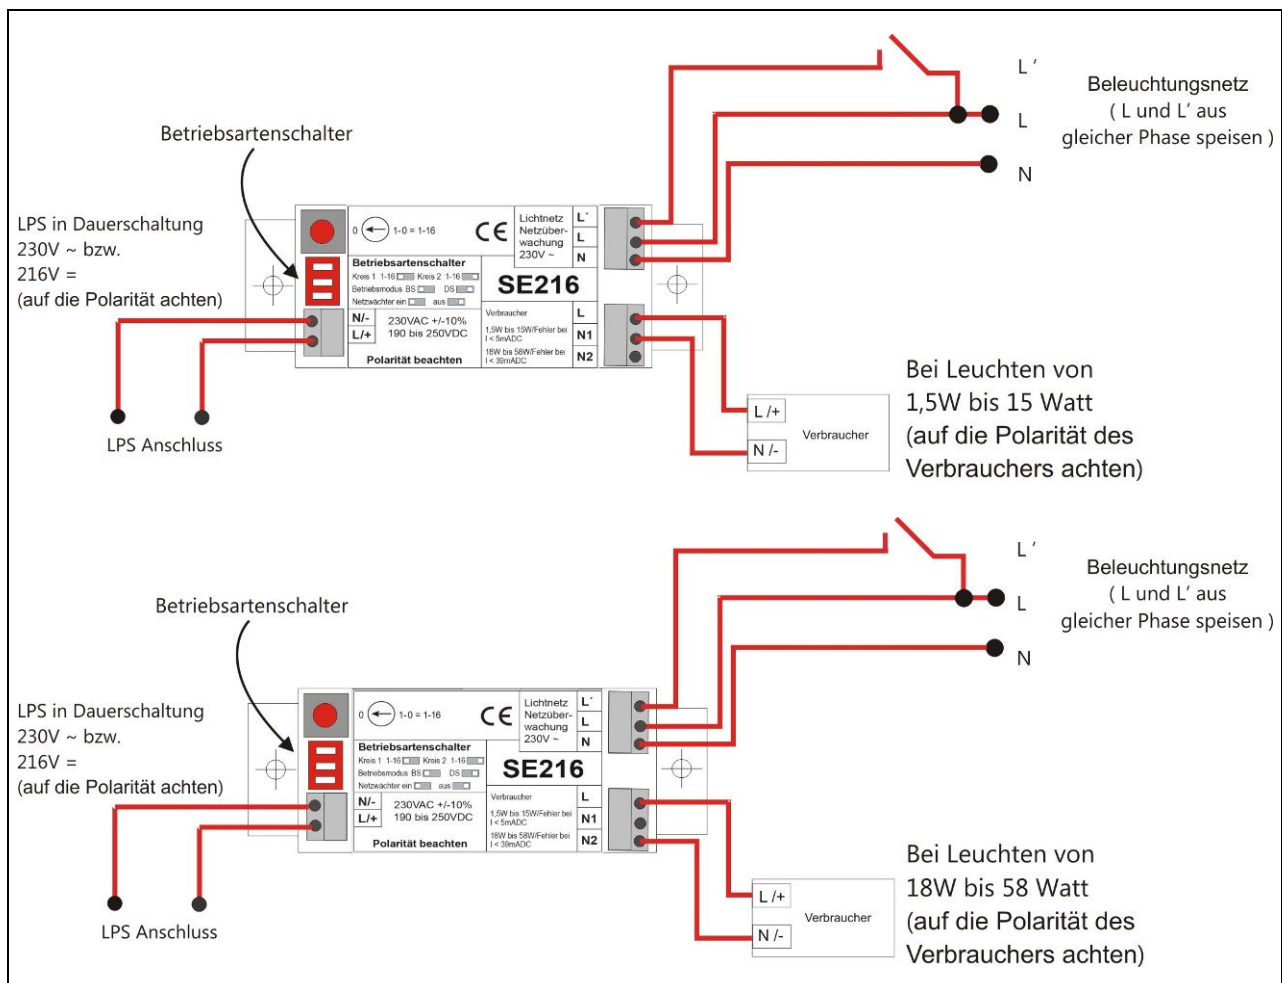 L'
Beleuchtungsnetz
( L und L' aus
gleicher Phase speisen )
L
N
Betriebsartenschalter
LPS in Dauerschaltung
230V ~ bzw.
216V =
(auf die Polarität achten)
0 1-0 = 1-16
CE
Lichtnetz
Netzüber-
wachung
230V ~
L´
L
N
Betriebsartenschalter
Kreis 1 1-16 Kreis 2 1-16
Betriebsmodus BS DS
Netzwächter ein aus
SE216
N/-
L/+
230VAC +/-10%
190 bis 250VDC
Polarität beachten
Verbraucher
1,5W bis 15W/Fehler bei
I < 5mADC
18W bis 58W/Fehler bei
I < 39mADC
L
N1
N2
LPS Anschluss
L /+
N /-
Verbraucher
Bei Leuchten von
1,5W bis 15 Watt
(auf die Polarität des
Verbrauchers achten)
L'
Beleuchtungsnetz
( L und L' aus
gleicher Phase speisen )
L
N
Betriebsartenschalter
LPS in Dauerschaltung
230V ~ bzw.
216V =
(auf die Polarität achten)
0 1-0 = 1-16
CE
Lichtnetz
Netzüber-
wachung
230V ~
L´
L
N
Betriebsartenschalter
Kreis 1 1-16 Kreis 2 1-16
Betriebsmodus BS DS
Netzwächter ein aus
SE216
N/-
L/+
230VAC +/-10%
190 bis 250VDC
Polarität beachten
Verbraucher
1,5W bis 15W/Fehler bei
I < 5mADC
18W bis 58W/Fehler bei
I < 39mADC
L
N1
N2
LPS Anschluss
L /+
N /-
Verbraucher
Bei Leuchten von
18W bis 58 Watt
(auf die Polarität des
Verbrauchers achten)